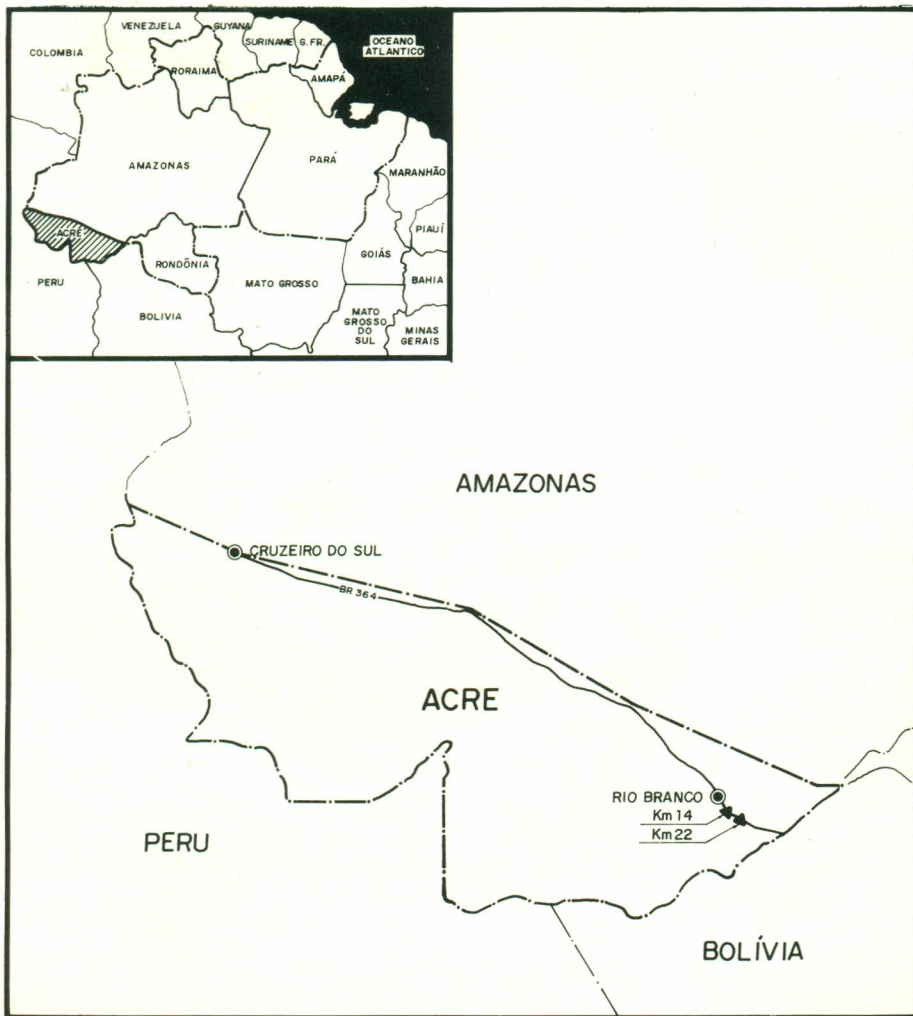 VENEZUELA
GUYANA
COLOMBIA
SURINAME
G. FR.
OCEANO
ATLANTICO
RORAIMA
AMAPÁ
AMAZONAS
PARÁ
MARANHÃO
PIAUÍ
ACRE
RONDÔNIA
GOIÁS
PERU
MATO GROSSO
BAHIA
BOLIVIA
MATO
GROSSO
DO
SUL
MINAS
GERAIS
AMAZONAS
CRUZEIRO DO SUL
BR 364
ACRE
RIO BRANCO
Km 14
Km 22
PERU
BOLÍVIA